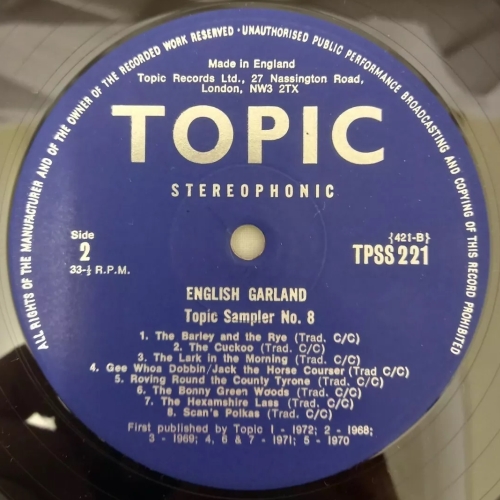 ALL RIGHTS OF THE MANUFACTURER AND OF THE OWNER OF THE RECORDED WORK RESERVED · UNAUTHORISED PUBLIC PERFORMANCE BROADCASTING AND COPYING OF THIS RECORD PROHIBITED
Made in England
Topic Records Ltd., 27 Nassington Road,
London, NW3 2TX
TOPIC
STEREOPHONIC
Side
2
33-⅓ R.P.M.
{421-B}
TPSS 221
ENGLISH GARLAND
Topic Sampler No. 8
1. The Barley and the Rye (Trad. C/C)
2. The Cuckoo (Trad. C/C)
3. The Lark in the Morning (Trad. C/C)
4. Gee Whoa Dobbin/Jack the Horse Courser (Trad C/C)
5. Roving Round the County Tyrone (Trad. C/C)
6. The Bonny Green Woods (Trad. C/C)
7. The Hexamshire Lass (Trad. C/C)
8. Scan's Polkas (Trad. C/C)
First published by Topic 1 - 1972; 2 - 1968;
3 - 1969; 4, 6 & 7 - 1971; 5 - 1970